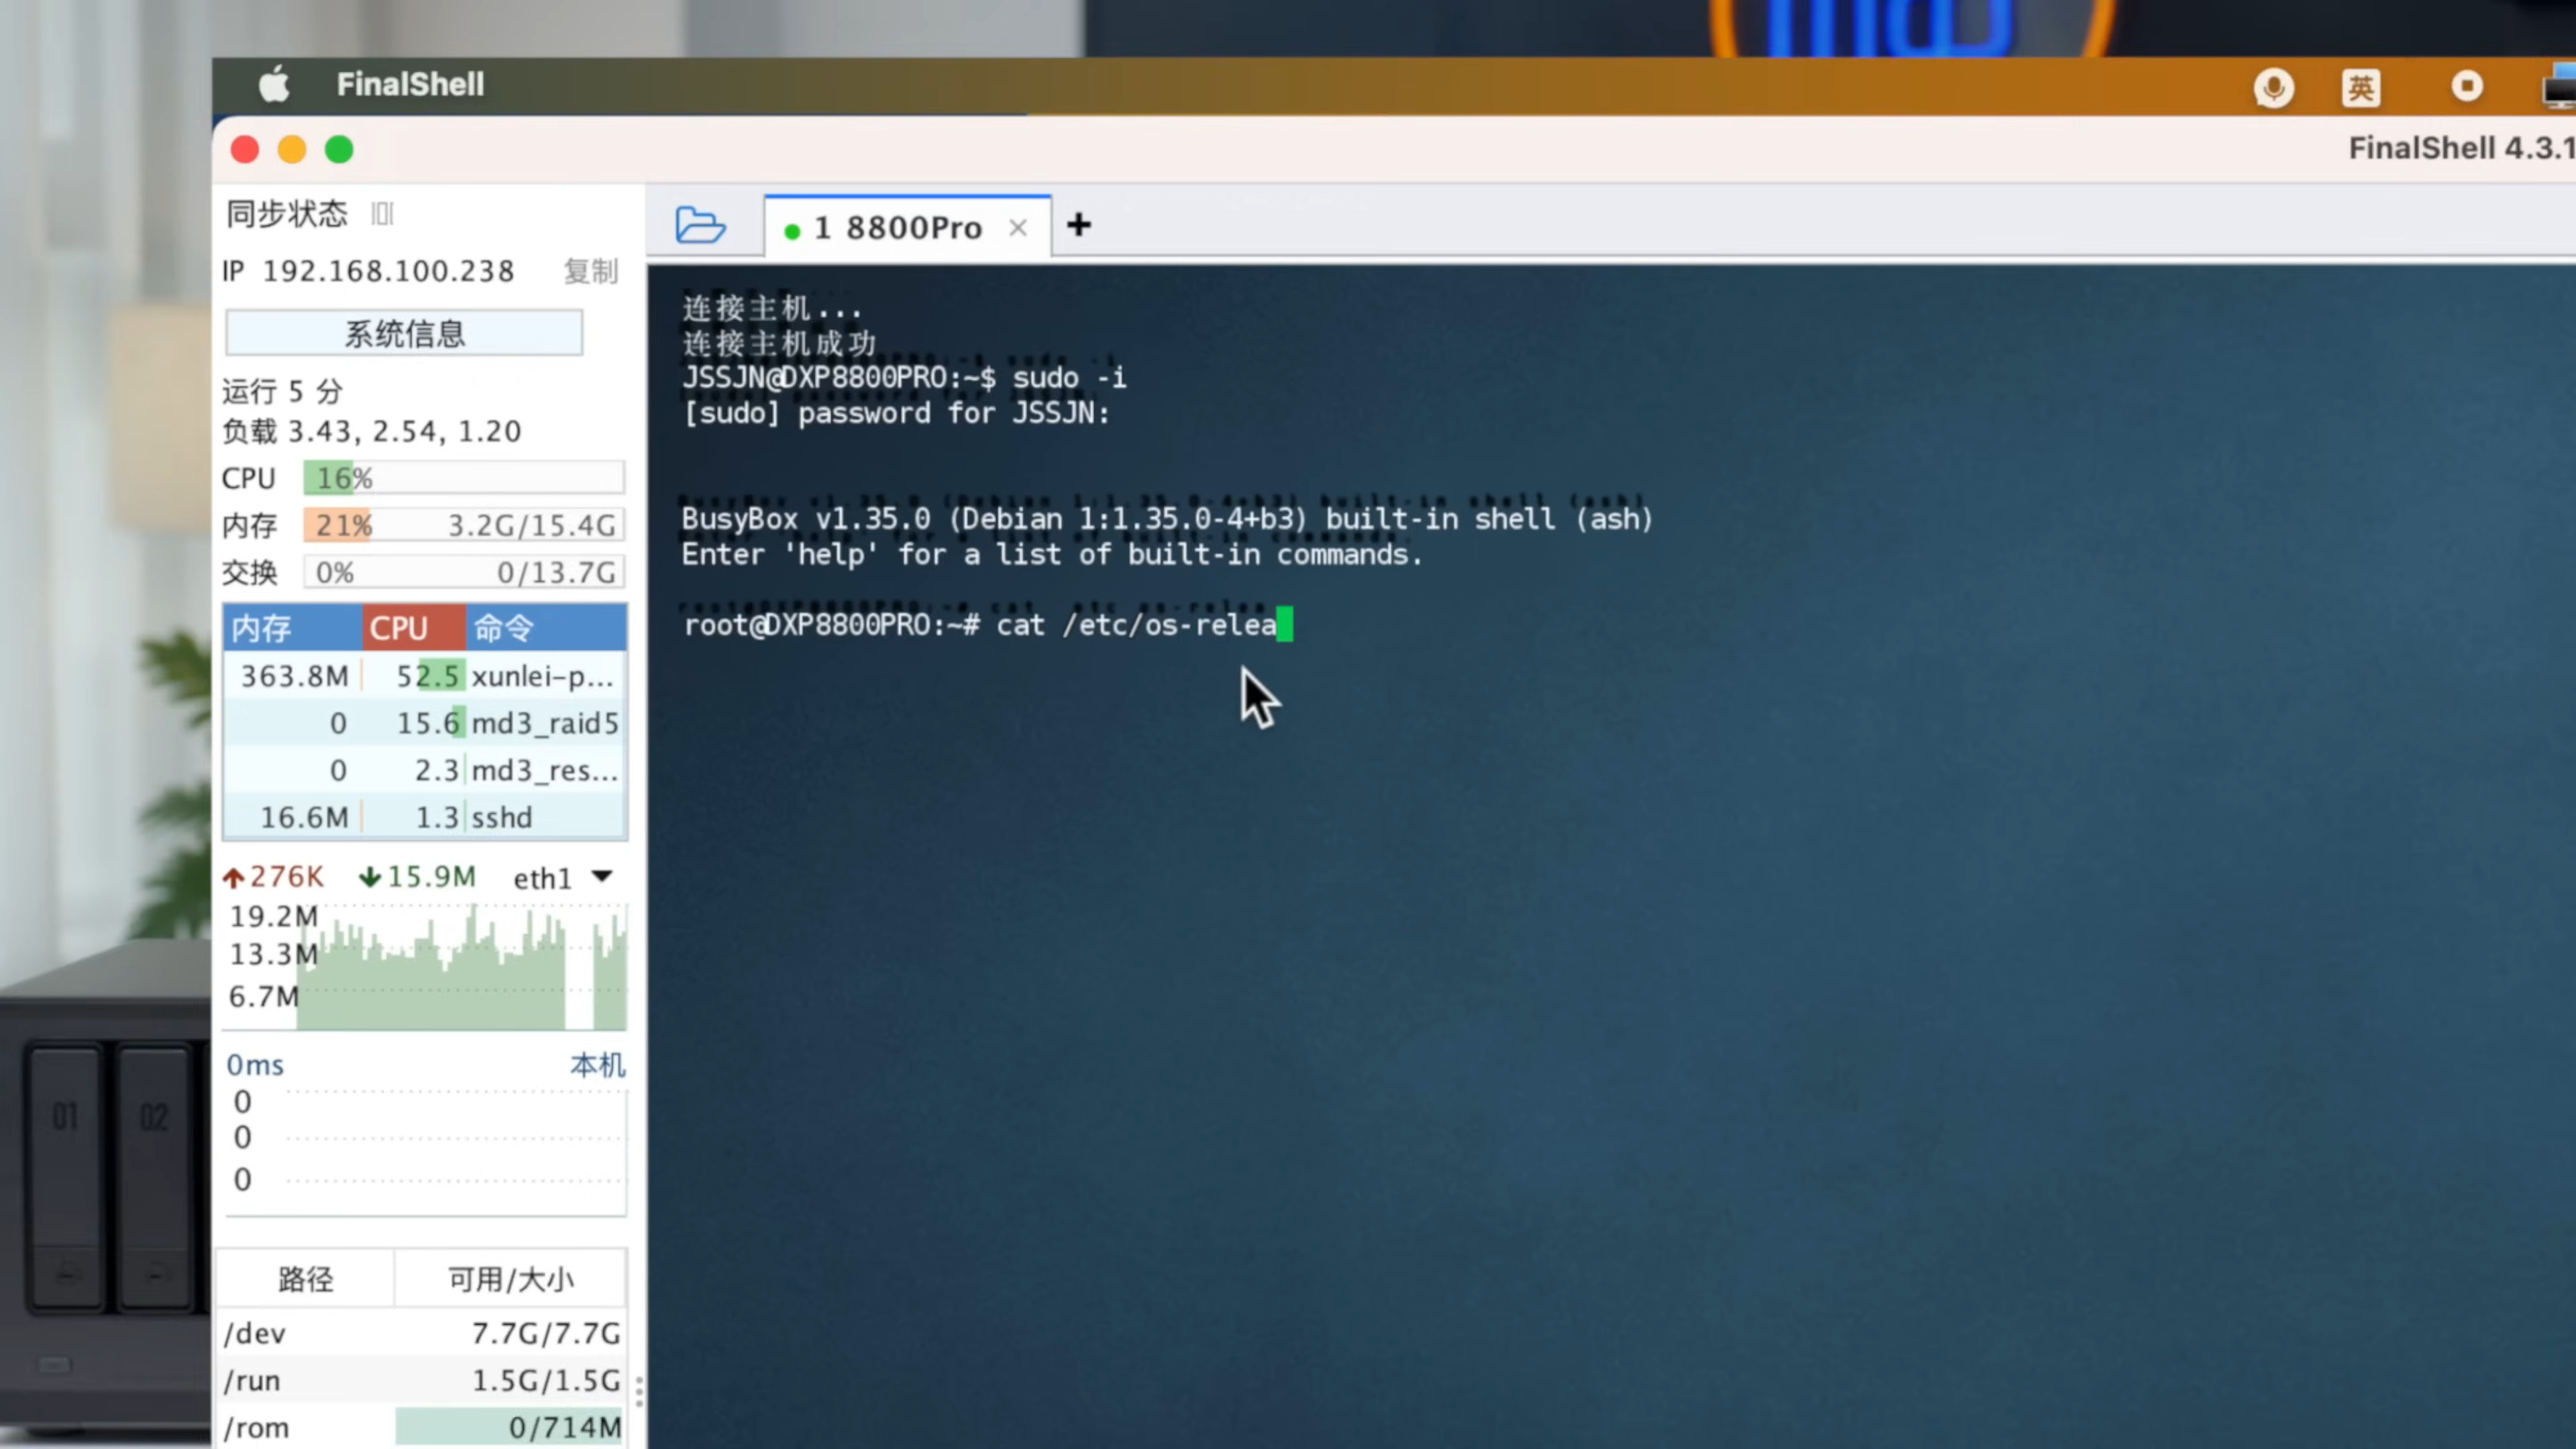 FinalShell
英
FinalShell 4.3.1
同步状态
IP 192.168.100.238 复制
系统信息
运行 5 分
负载 3.43, 2.54, 1.20
CPU 16%
内存 21% 3.2G/15.4G
交换 0% 0/13.7G
内存 CPU 命令
363.8M 52.5 xunlei-p...
0 15.6 md3_raid5
0 2.3 md3_res...
16.6M 1.3 sshd
276K 15.9M eth1
19.2M
13.3M
6.7M
0ms 本机
0
0
0
路径 可用/大小
/dev 7.7G/7.7G
/run 1.5G/1.5G
/rom 0/714M
1 8800Pro
连接主机...
连接主机成功
JSSJN@DXP8800PRO:~$ sudo -i
[sudo] password for JSSJN:
BusyBox v1.35.0 (Debian 1:1.35.0-4+b3) built-in shell (ash)
Enter 'help' for a list of built-in commands.
root@DXP8800PRO:~# cat /etc/os-relea
01
02